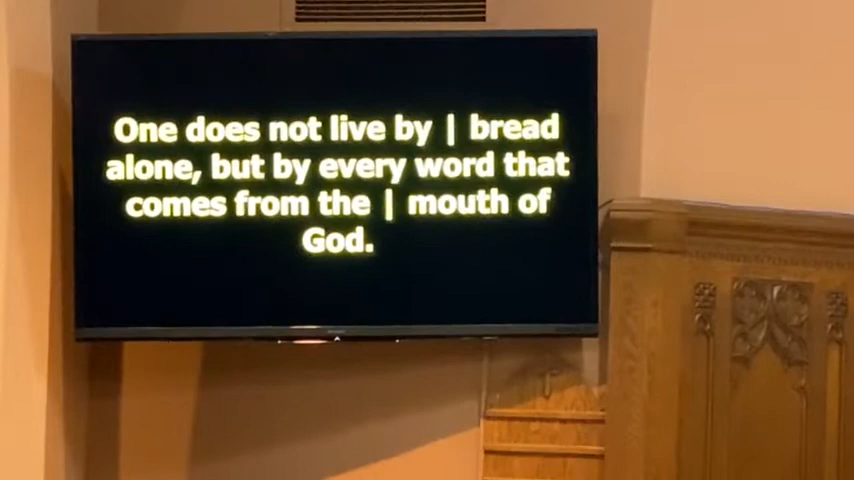 One does not live by | bread
alone, but by every word that
comes from the | mouth of
God.